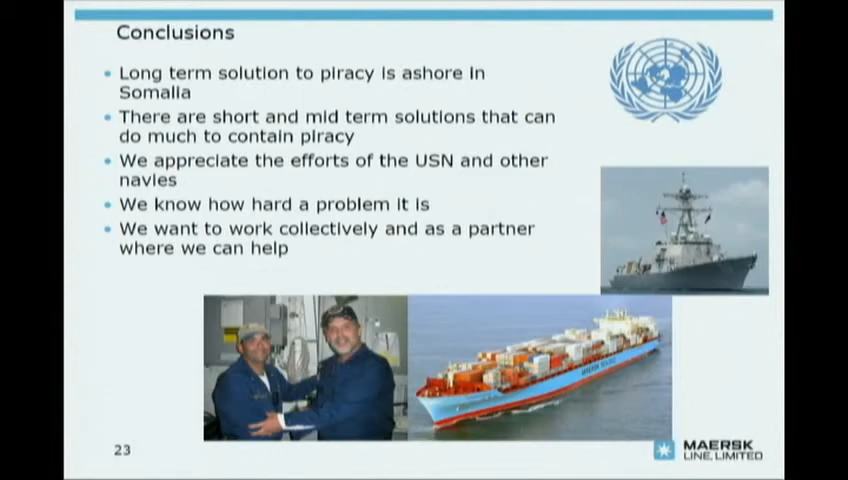 Conclusions
Long term solution to piracy is ashore in
Somalia
There are short and mid term solutions that can
do much to contain piracy
We appreciate the efforts of the USN and other
navies
We know how hard a problem it is
We want to work collectively and as a partner
where we can help
MAERSK SEALAND
23
MAERSK
LINE, LIMITED